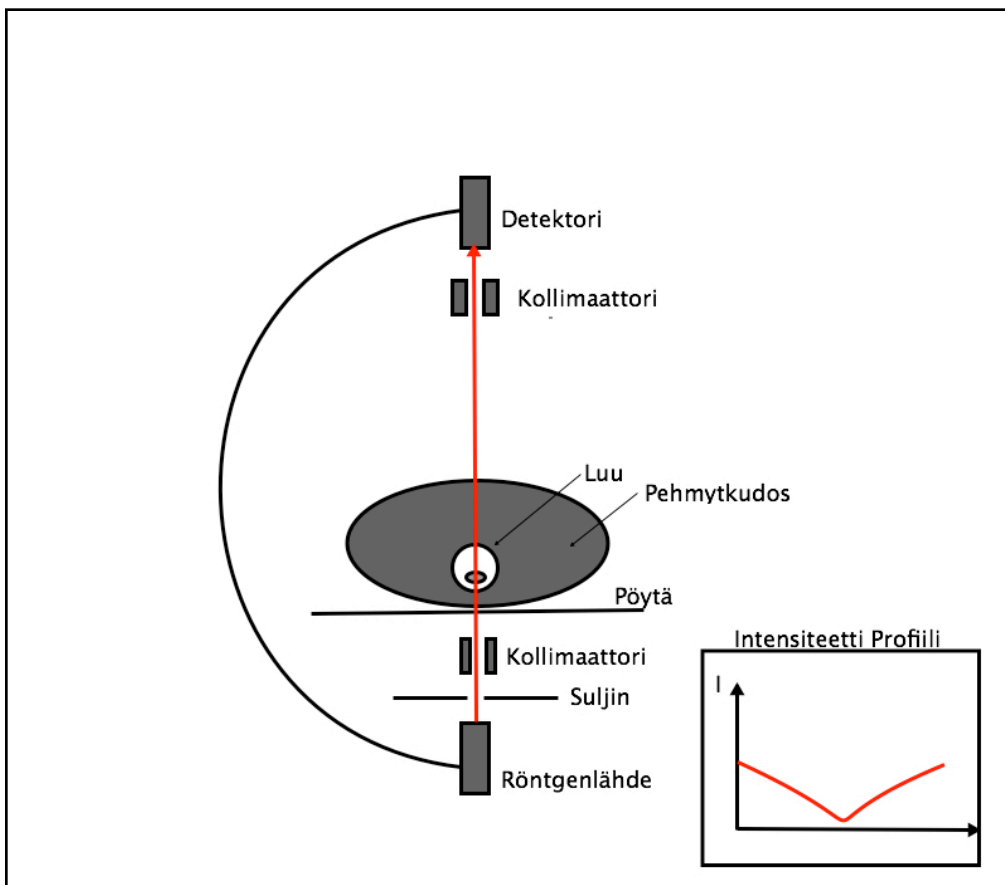 Detektori
Kollimaattori
Luu
Pehmytkudos
Pöytä
Intensiteetti Profiili
Kollimaattori
I
Suljin
Röntgenlähde